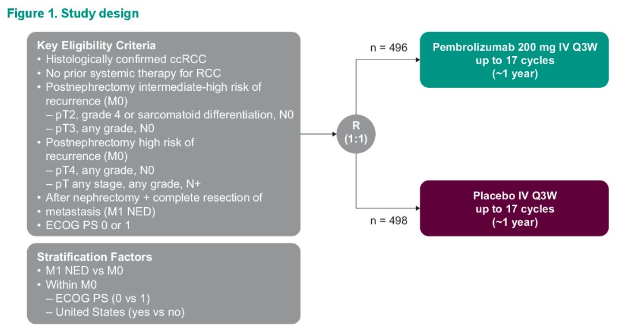 Figure 1. Study design
Key Eligibility Criteria
• Histologically confirmed ccRCC
• No prior systemic therapy for RCC
• Postnephrectomy intermediate-high risk of
recurrence (M0)
– pT2, grade 4 or sarcomatoid differentiation, N0
– pT3, any grade, N0
• Postnephrectomy high risk of
recurrence (M0)
– pT4, any grade, N0
– pT any stage, any grade, N+
• After nephrectomy + complete resection of
• metastasis (M1 NED)
• ECOG PS 0 or 1
Stratification Factors
• M1 NED vs M0
• Within M0
– ECOG PS (0 vs 1)
– United States (yes vs no)
R
(1:1)
n = 496
Pembrolizumab 200 mg IV Q3W
up to 17 cycles
(~1 year)
n = 498
Placebo IV Q3W
up to 17 cycles
(~1 year)